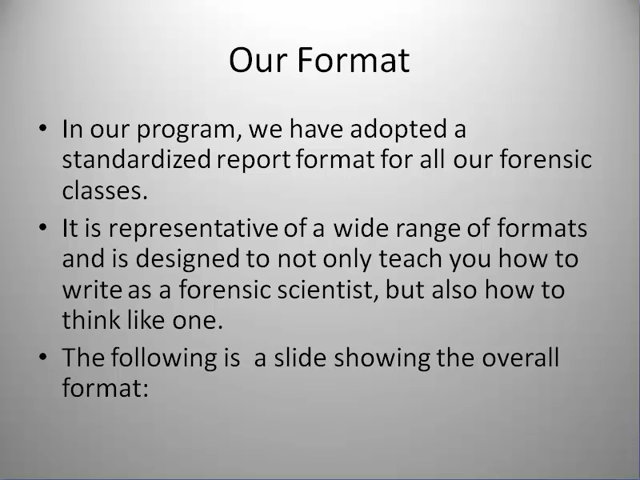 Our Format
• In our program, we have adopted a
standardized report format for all our forensic
classes.
• It is representative of a wide range of formats
and is designed to not only teach you how to
write as a forensic scientist, but also how to
think like one.
• The following is a slide showing the overall
format: